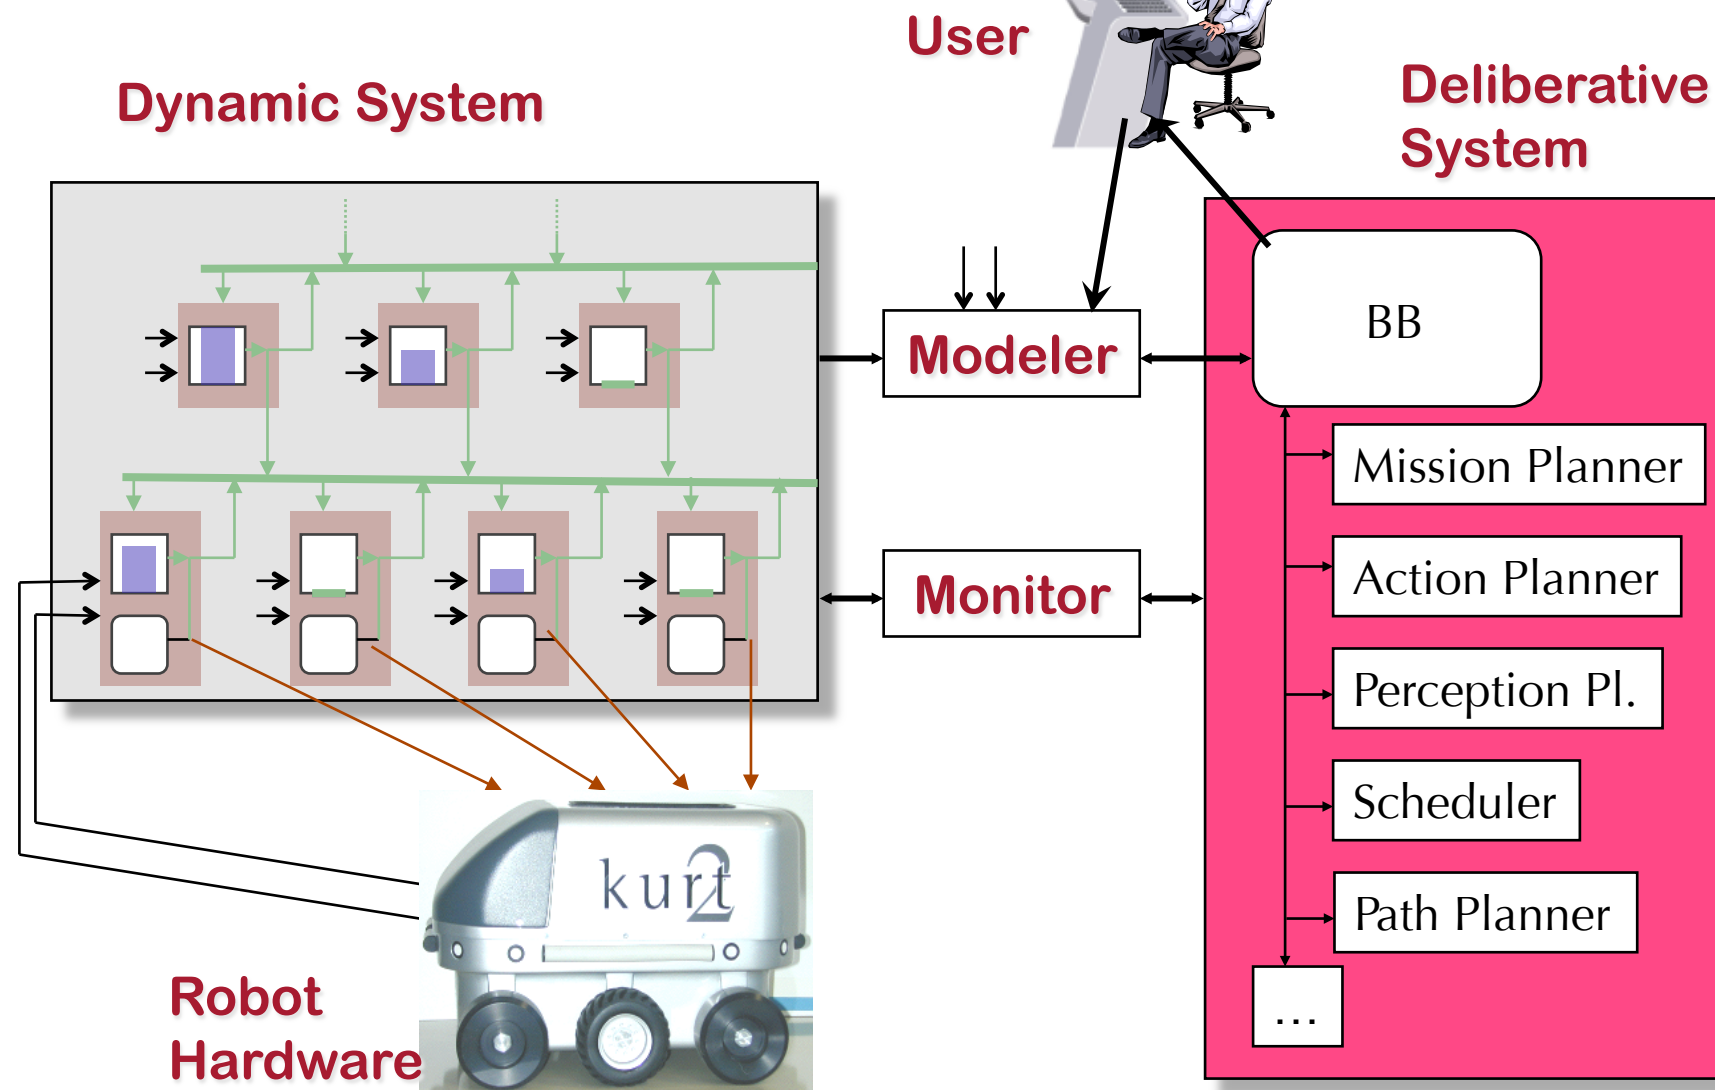 User
Dynamic System
Deliberative
System
BB
Modeler
Mission Planner
Action Planner
Monitor
Perception Pl.
Scheduler
kurt2
Path Planner
Robot
Hardware
...